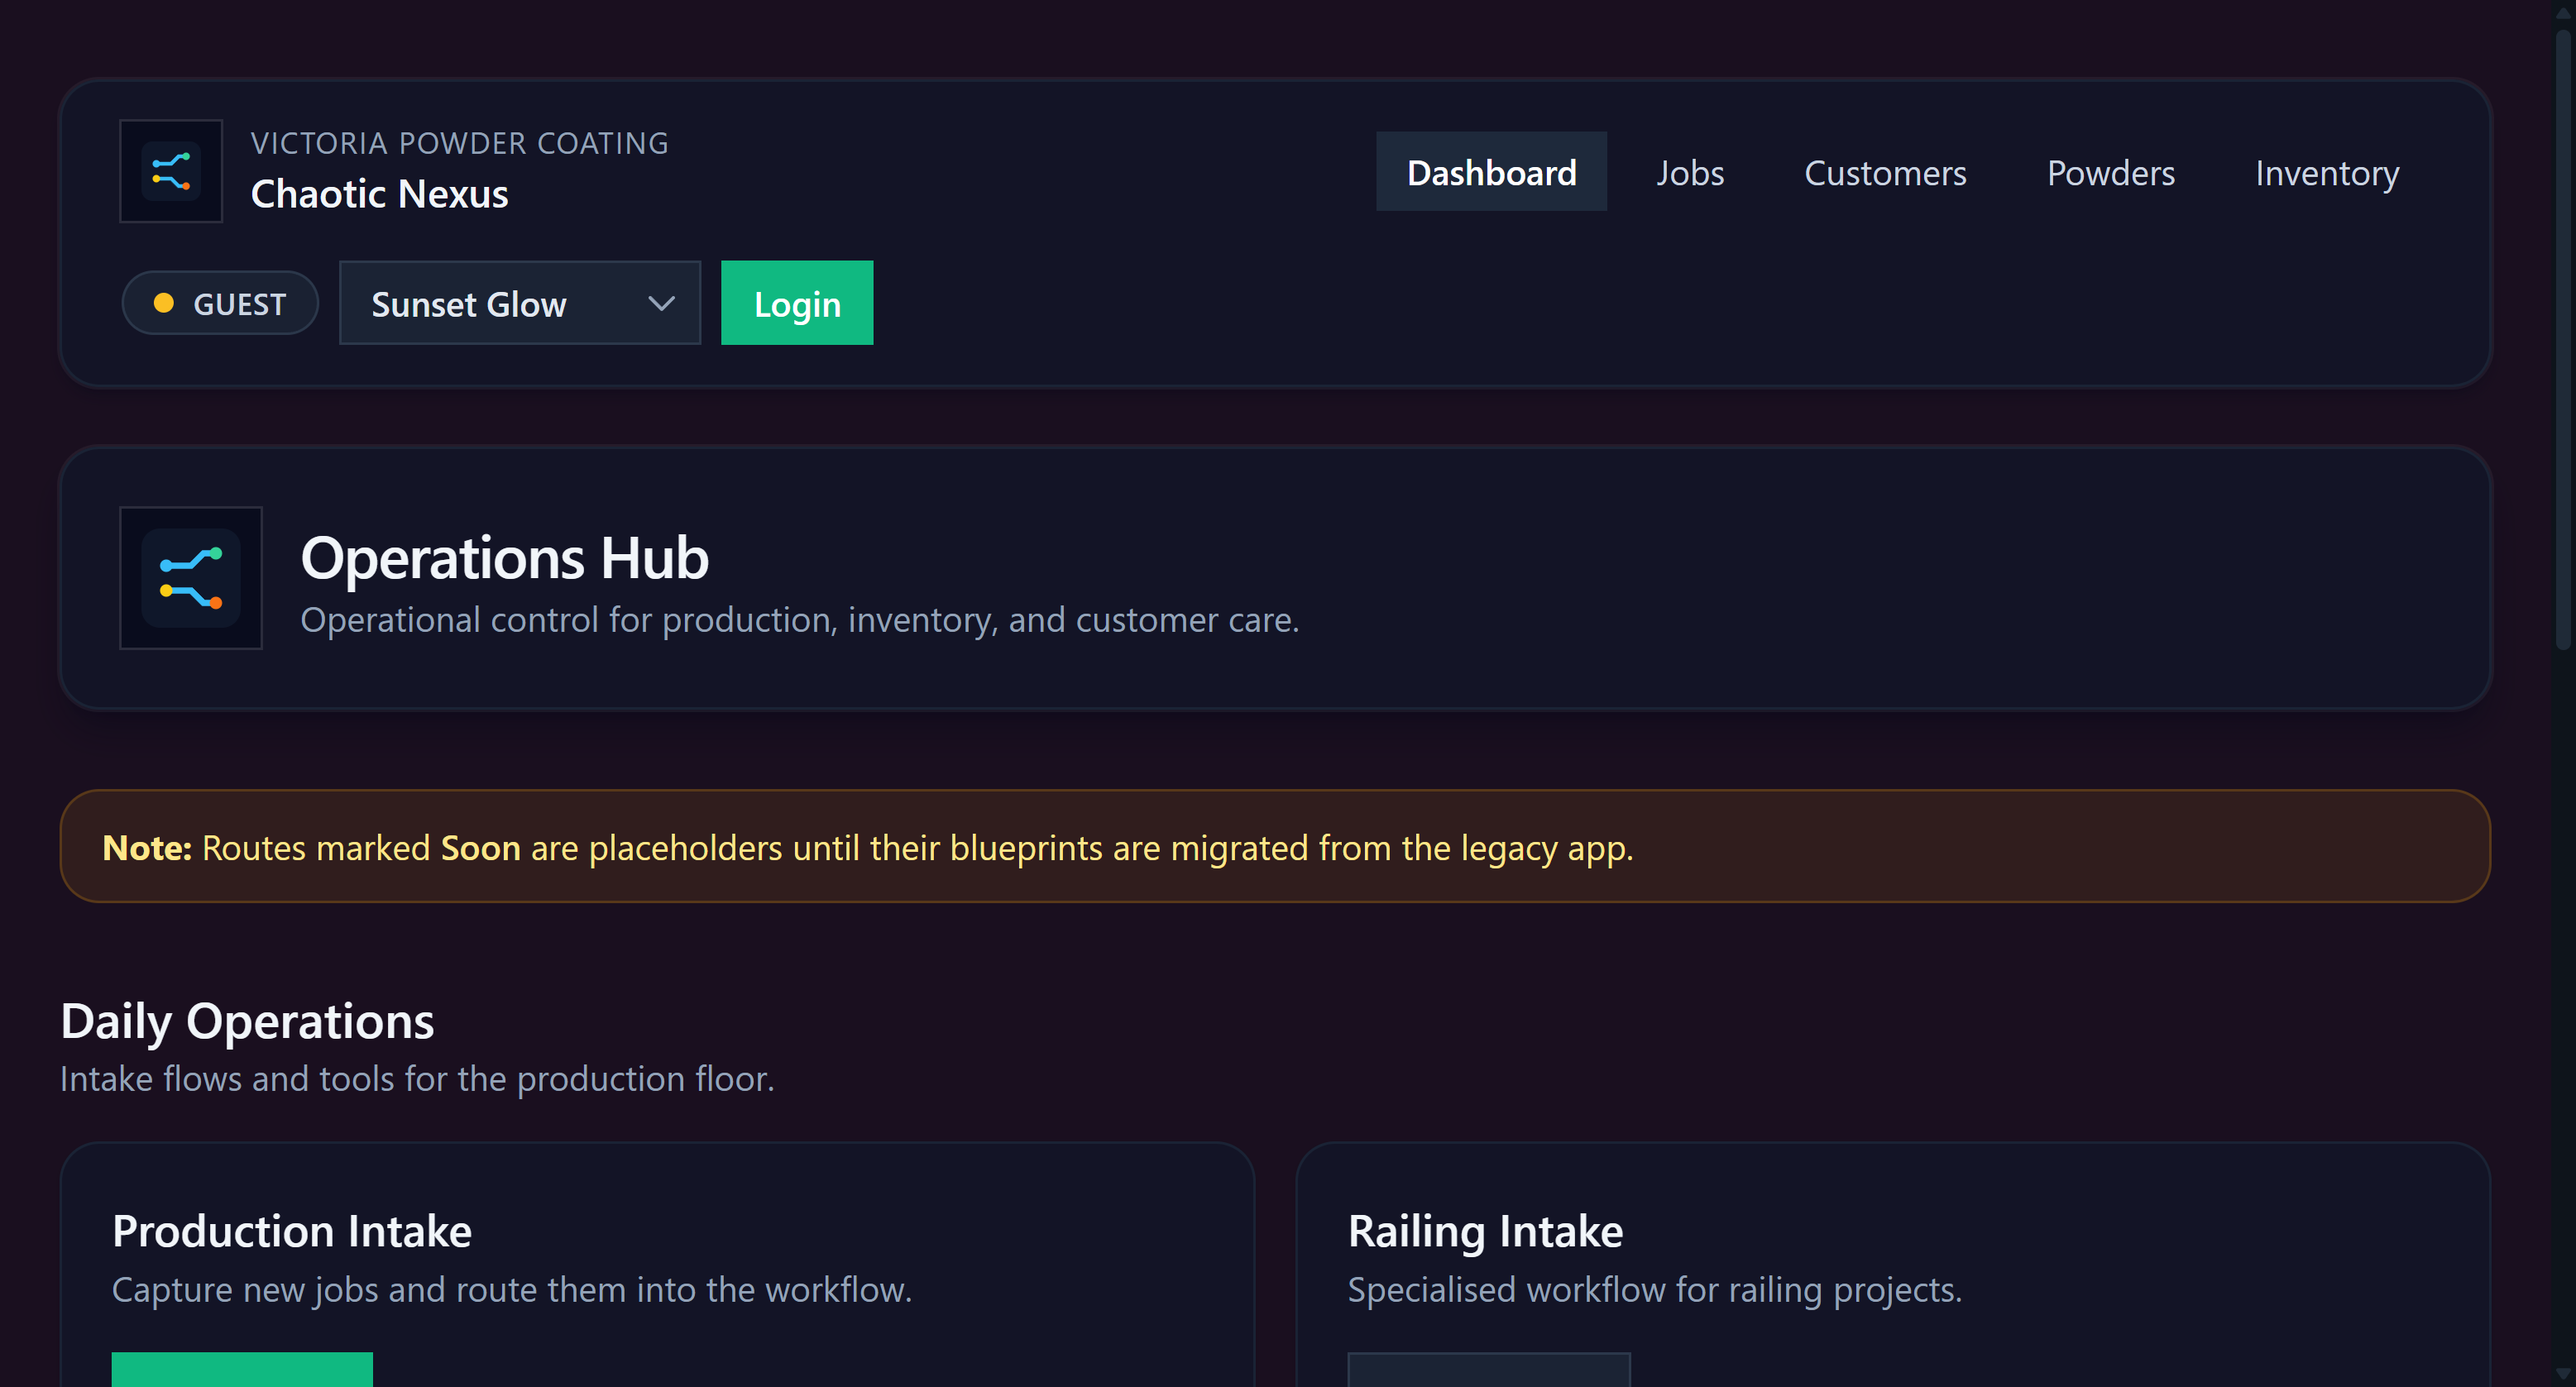 VICTORIA POWDER COATING
Chaotic Nexus
Dashboard
Jobs
Customers
Powders
Inventory
GUEST
Sunset Glow
Login
Operations Hub
Operational control for production, inventory, and customer care.
Note: Routes marked Soon are placeholders until their blueprints are migrated from the legacy app.
Daily Operations
Intake flows and tools for the production floor.
Production Intake
Capture new jobs and route them into the workflow.
Railing Intake
Specialised workflow for railing projects.